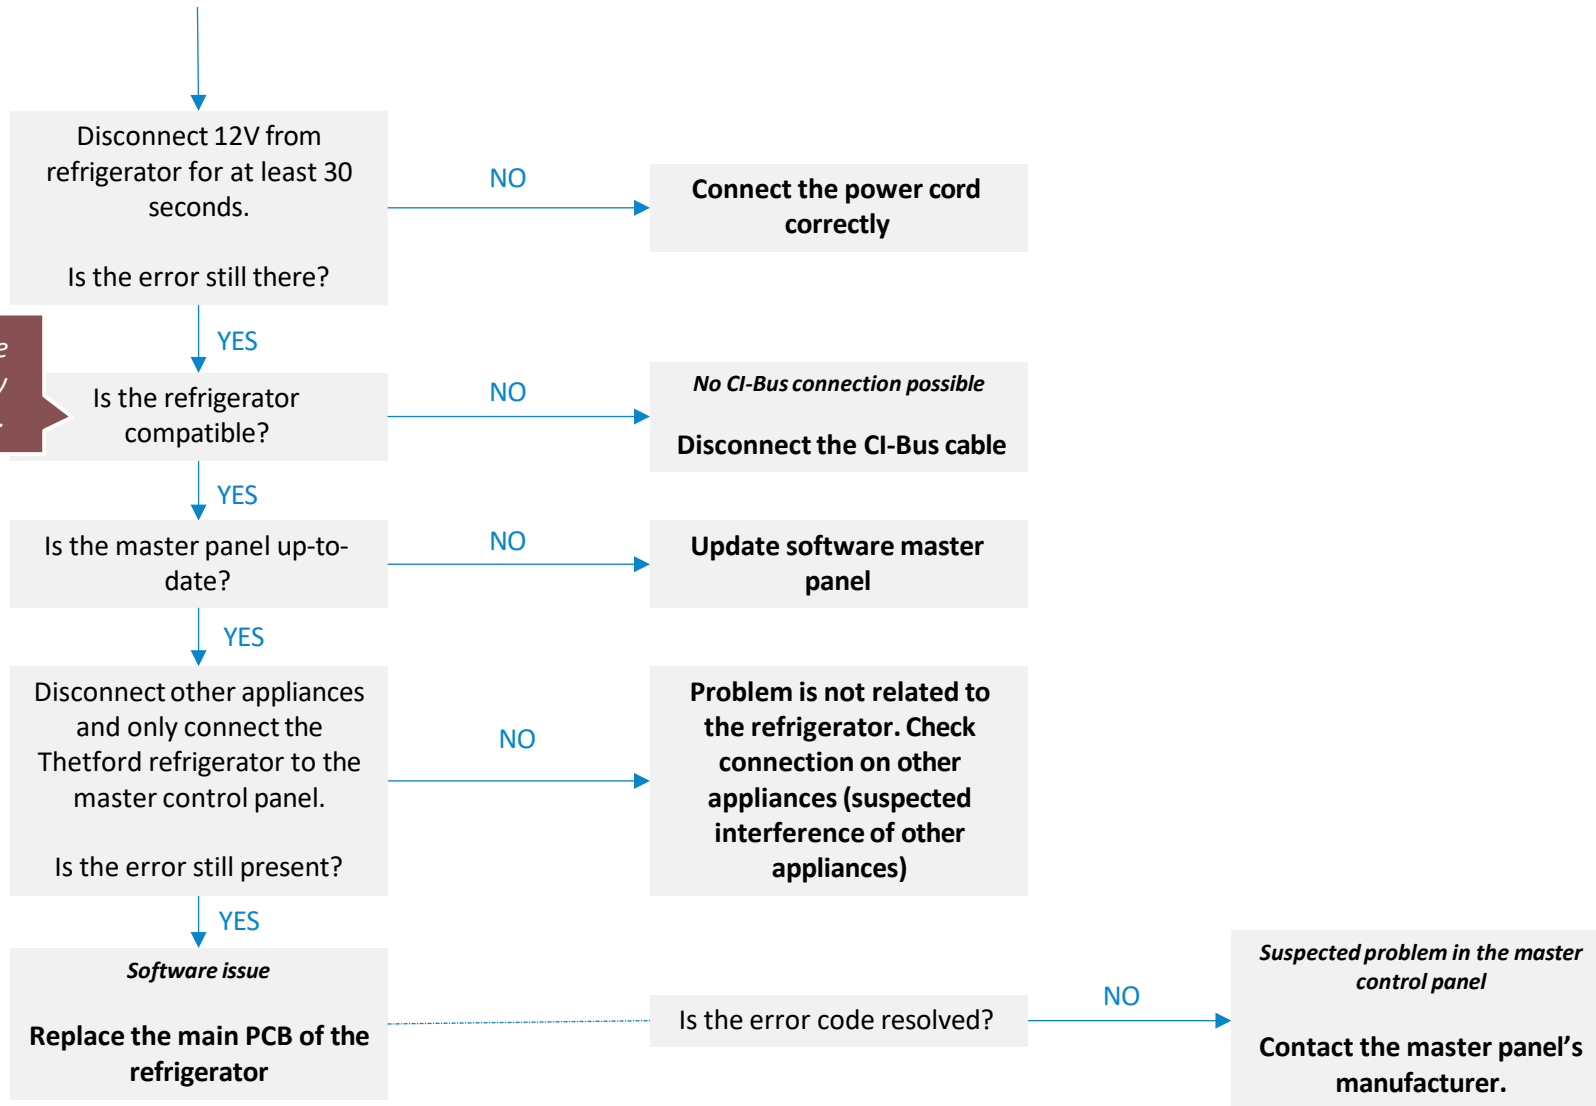 Disconnect 12V from
refrigerator for at least 30
seconds.
Is the error still there?
NO
Connect the power cord
correctly
YES
Is the refrigerator
compatible?
NO
No CI-Bus connection possible
Disconnect the CI-Bus cable
YES
Is the master panel up-to-
date?
NO
Update software master
panel
YES
Disconnect other appliances
and only connect the
Thetford refrigerator to the
master control panel.
Is the error still present?
NO
Problem is not related to
the refrigerator. Check
connection on other
appliances (suspected
interference of other
appliances)
YES
Software issue
Replace the main PCB of the
refrigerator
Is the error code resolved?
NO
Suspected problem in the master
control panel
Contact the master panel’s
manufacturer.